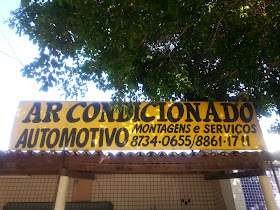 AR CONDICIONADO
AUTOMOTIVO
MONTAGENS e SERVIÇOS
8734-0655/8861-1711